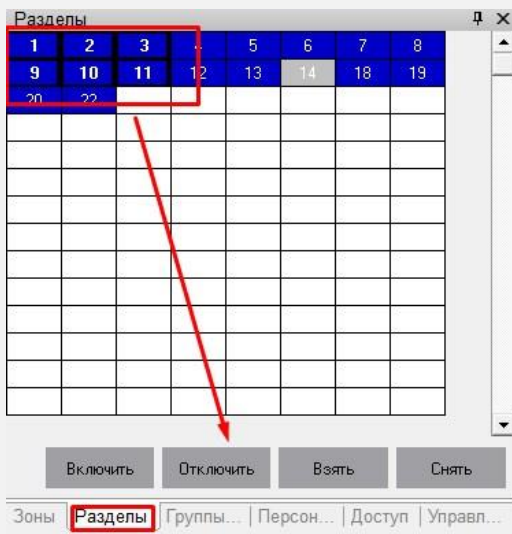 Разделы
1 2 3 4 5 6 7 8
9 10 11 12 13 14 18 19
20 22
Включить Отключить Взять Снять
Зоны Разделы Группы... Персон... Доступ Управл...